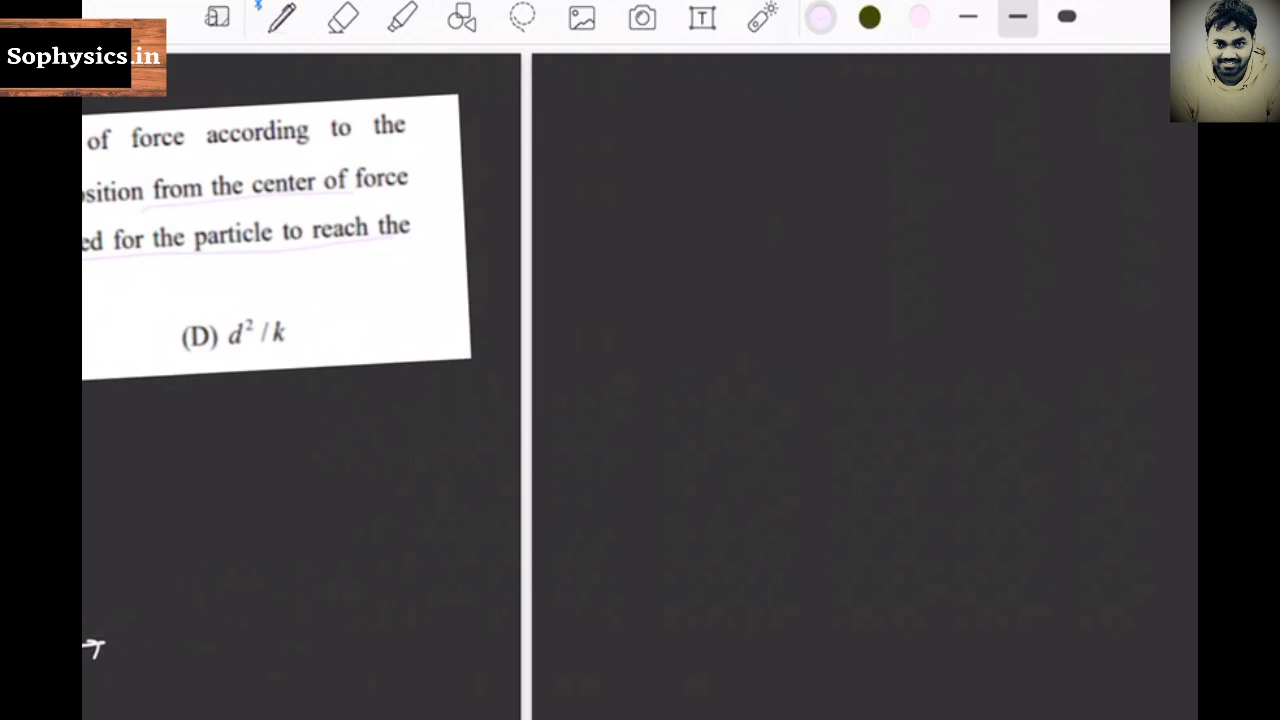 Sophysics.in
of force according to the
sition from the center of force
ed for the particle to reach the
(D) d² / k